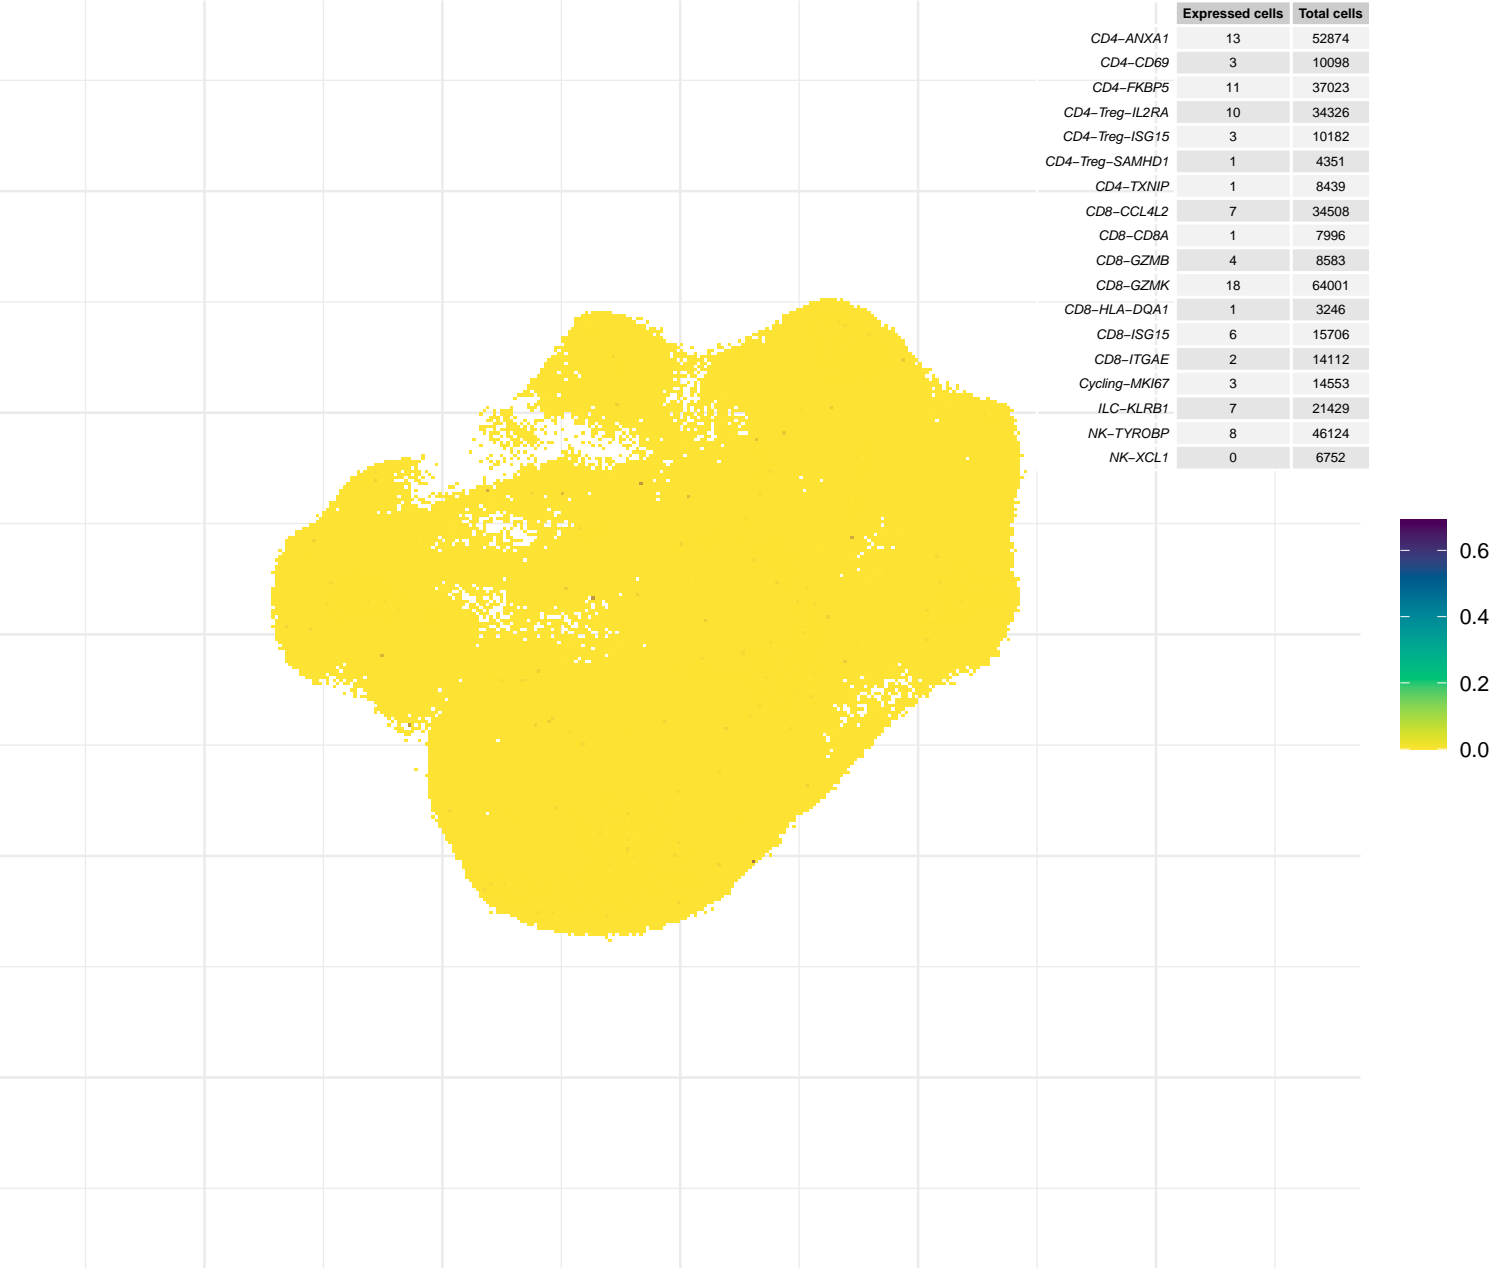 Expressed cells Total cells
CD4−ANXA1 13 52874
CD4−CD69 3 10098
CD4−FKBP5 11 37023
CD4−Treg−IL2RA 10 34326
CD4−Treg−ISG15 3 10182
CD4−Treg−SAMHD1 1 4351
CD4−TXNIP 1 8439
CD8−CCL4L2 7 34508
CD8−CD8A 1 7996
CD8−GZMB 4 8583
CD8−GZMK 18 64001
CD8−HLA−DQA1 1 3246
CD8−ISG15 6 15706
CD8−ITGAE 2 14112
Cycling−MKI67 3 14553
ILC−KLRB1 7 21429
NK−TYROBP 8 46124
NK−XCL1 0 6752
0.6
0.4
0.2
0.0